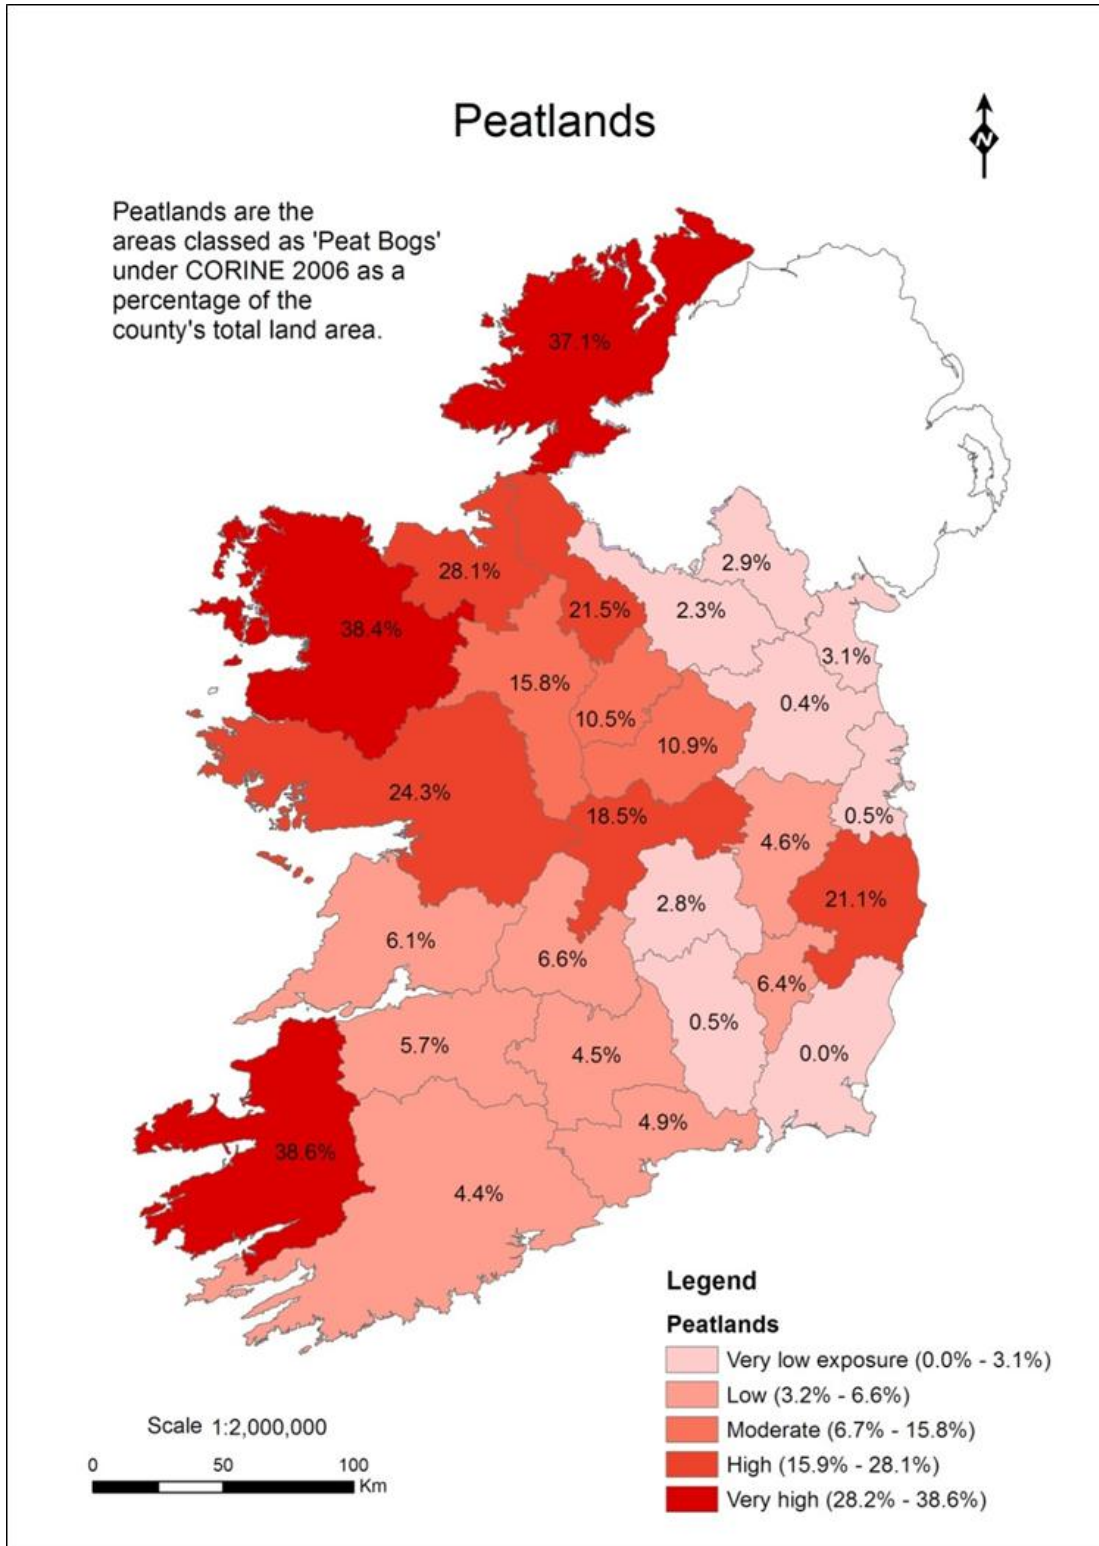 Peatlands
N
Peatlands are the
areas classed as 'Peat Bogs'
under CORINE 2006 as a
percentage of the
county's total land area.
37.1%
2.9%
28.1%
21.5%
2.3%
38.4%
3.1%
15.8%
0.4%
10.5%
10.9%
24.3%
18.5%
0.5%
4.6%
2.8%
21.1%
6.1%
6.6%
6.4%
0.5%
5.7%
4.5%
0.0%
4.9%
38.6%
4.4%
Legend
Peatlands
Very low exposure (0.0% - 3.1%)
Low (3.2% - 6.6%)
Moderate (6.7% - 15.8%)
High (15.9% - 28.1%)
Very high (28.2% - 38.6%)
Scale 1:2,000,000
0 50 100
Km